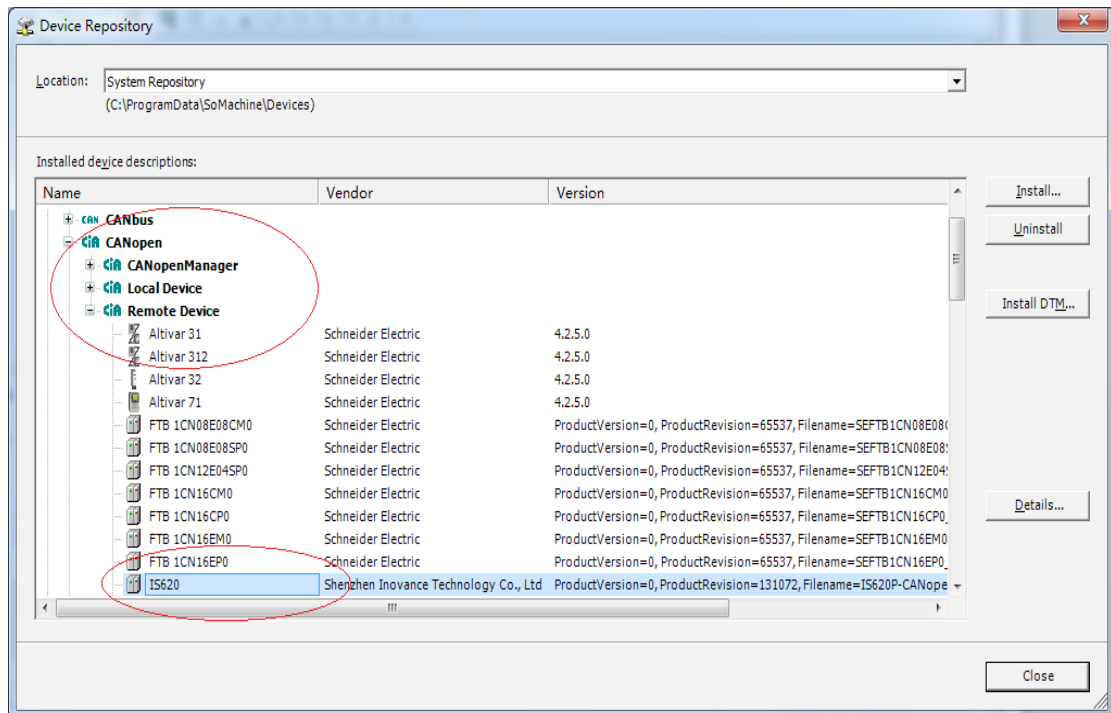 Device Repository
Location: System Repository
(C:\ProgramData\SoMachine\Devices)
Installed device descriptions:
Name Vendor Version
CAN CANbus
CiA CANopen
CiA CANopenManager
CiA Local Device
CiA Remote Device
Altivar 31 Schneider Electric 4.2.5.0
Altivar 312 Schneider Electric 4.2.5.0
Altivar 32 Schneider Electric 4.2.5.0
Altivar 71 Schneider Electric 4.2.5.0
FTB 1CN08E08CM0 Schneider Electric ProductVersion=0, ProductRevision=65537, Filename=SEFTB1CN08E08
FTB 1CN08E08SP0 Schneider Electric ProductVersion=0, ProductRevision=65537, Filename=SEFTB1CN08E08
FTB 1CN12E04SP0 Schneider Electric ProductVersion=0, ProductRevision=65537, Filename=SEFTB1CN12E04
FTB 1CN16CM0 Schneider Electric ProductVersion=0, ProductRevision=65537, Filename=SEFTB1CN16CM0
FTB 1CN16CP0 Schneider Electric ProductVersion=0, ProductRevision=65537, Filename=SEFTB1CN16CP0_
FTB 1CN16EM0 Schneider Electric ProductVersion=0, ProductRevision=65537, Filename=SEFTB1CN16EM0
FTB 1CN16EP0 Schneider Electric ProductVersion=0, ProductRevision=65537, Filename=SEFTB1CN16EP0_
IS620 Shenzhen Inovance Technology Co., Ltd ProductVersion=0, ProductRevision=131072, Filename=IS620P-CANope
Install...
Uninstall
Install DTM...
Details...
Close